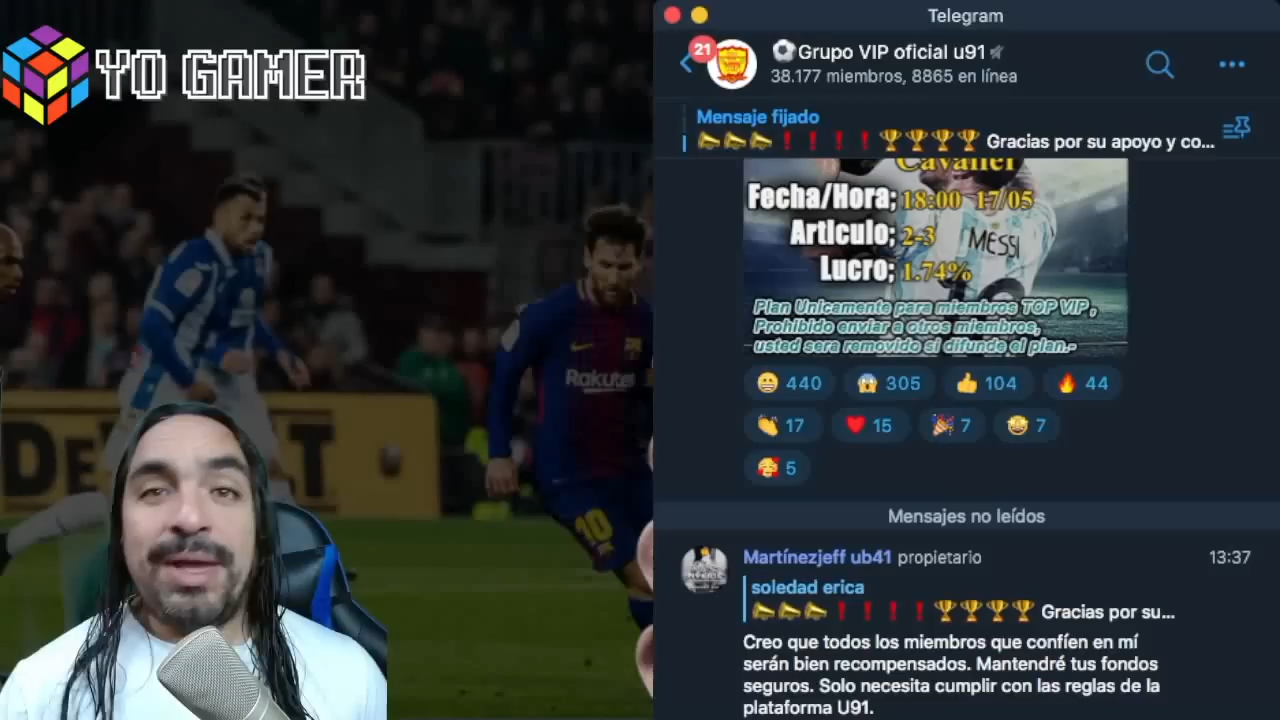 YO GAMER
Rakuten
10
Telegram
21
Grupo VIP oficial u91
38.177 miembros, 8865 en línea
Mensaje fijado
Gracias por su apoyo y co...
Cavalier
Fecha/Hora; 18:00 17/05
Articulo; 2-3
Lucro; 1.74%
MESSI
Plan Unicamente para miembros TOP VIP,
Prohibido enviar a otros miembros,
usted sera removido si difunde el plan.-
440 305 104 44
17 15 7 7
5
Mensajes no leídos
Martínezjeff ub41 propietario 13:37
soledad erica
Gracias por su...
Creo que todos los miembros que confíen en mí
serán bien recompensados. Mantendré tus fondos
seguros. Solo necesita cumplir con las reglas de la
plataforma U91.